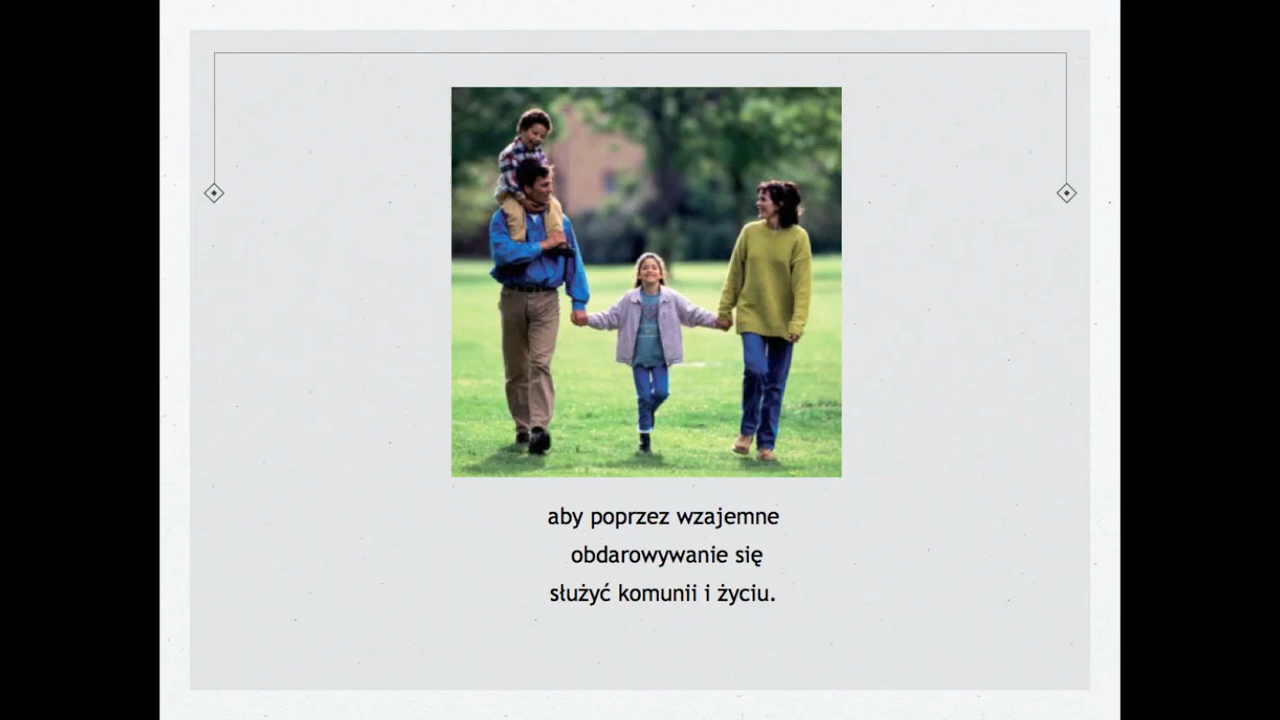 aby poprzez wzajemne
obdarowywanie się
służyć komunii i życiu.